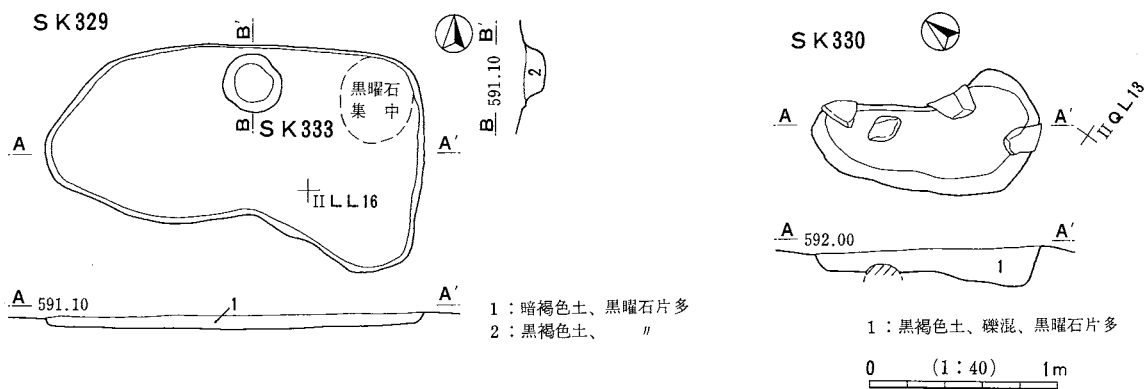 SK329
B'
B
SK333
黒曜石
集 中
A
A'
IILL16
B'
591.10
B
2
A 591.10
1
A'
1：暗褐色土、黒曜石片多
2：黒褐色土、 〃
SK330
A
A'
IIQL13
A 592.00
A'
1
1：黒褐色土、礫混、黒曜石片多
0 (1:40) 1m